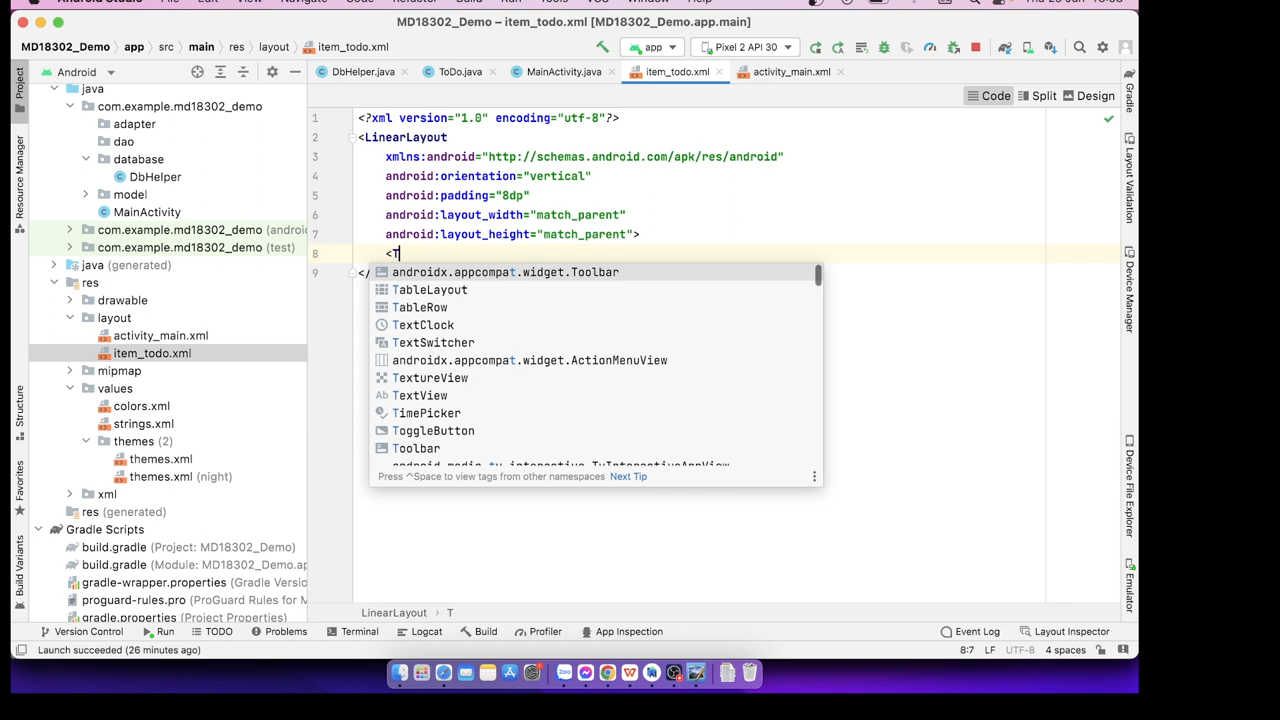 MD18302_Demo – item_todo.xml [MD18302_Demo.app.main]
MD18302_Demo app src main res layout item_todo.xml
app Pixel 2 API 30
Android
DbHelper.java ToDo.java MainActivity.java item_todo.xml activity_main.xml
Code Split Design
Project
Resource Manager
Structure
Favorites
Build Variants
java
com.example.md18302_demo
adapter
dao
database
DbHelper
model
MainActivity
com.example.md18302_demo
com.example.md18302_demo (test)
java (generated)
res
drawable
layout
activity_main.xml
item_todo.xml
mipmap
values
colors.xml
strings.xml
themes (2)
themes.xml
themes.xml (night)
xml
res (generated)
Gradle Scripts
build.gradle (Project: MD18302_Demo)
build.gradle
gradle-wrapper.properties
proguard-rules.pro
gradle.properties (Project Properties)
1 <?xml version="1.0" encoding="utf-8"?>
2 <LinearLayout
3 xmlns:android="http://schemas.android.com/apk/res/android"
4 android:orientation="vertical"
5 android:padding="8dp"
6 android:layout_width="match_parent"
7 android:layout_height="match_parent">
8 <T
9 </
androidx.appcompat.widget.Toolbar
TableLayout
TableRow
TextClock
TextSwitcher
androidx.appcompat.widget.ActionMenuView
TextureView
Ab TextView
TimePicker
ToggleButton
Toolbar
Press ^Space to view tags from other namespaces Next Tip
LinearLayout › T
Gradle
Layout Validation
Device Manager
Device File Explorer
Emulator
Version Control Run TODO Problems Terminal Logcat Build Profiler App Inspection Event Log Layout Inspector
Launch succeeded (26 minutes ago) 8:7 LF UTF-8 4 spaces